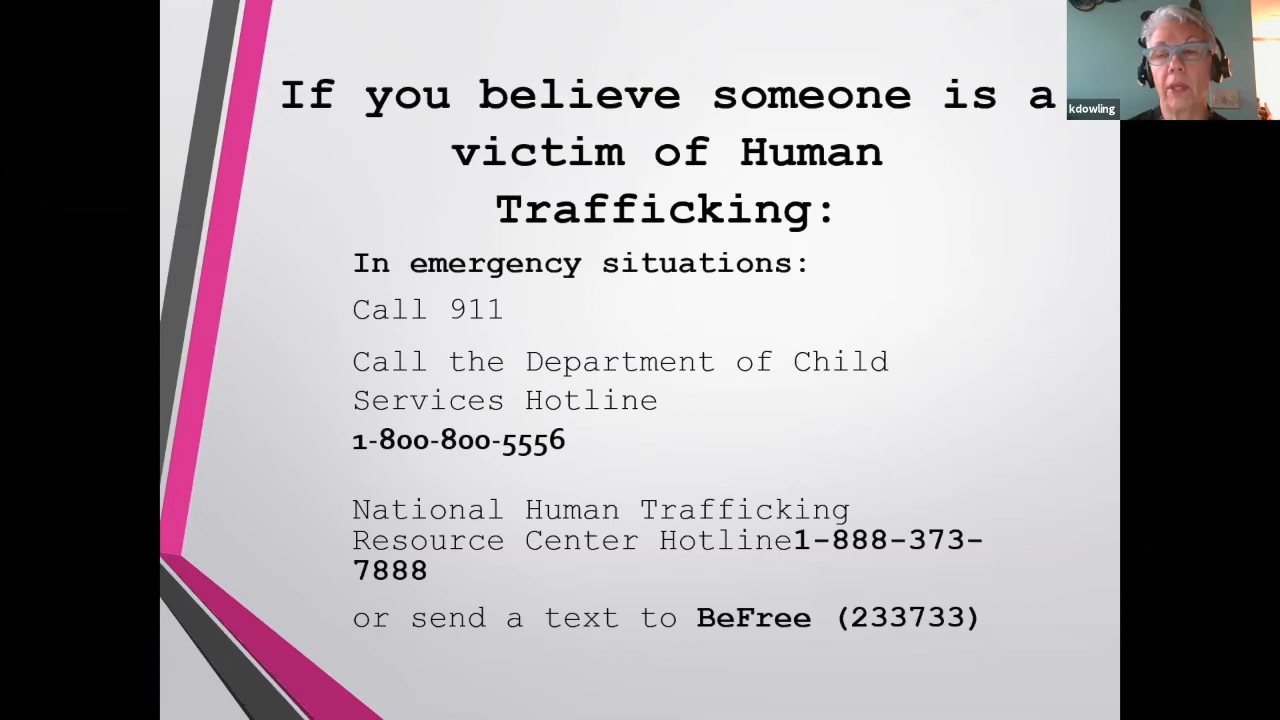 If you believe someone is a
victim of Human
Trafficking:
kdowling
In emergency situations:
Call 911
Call the Department of Child
Services Hotline
1-800-800-5556
National Human Trafficking
Resource Center Hotline1-888-373-
7888
or send a text to BeFree (233733)